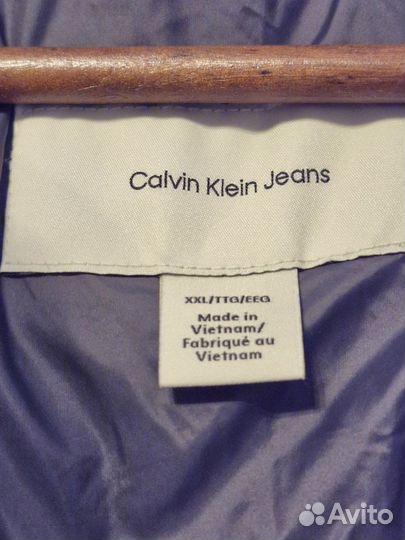 Calvin Klein Jeans
XXL/TTG/EEG
Made in
Vietnam/
Fabriqué au
Vietnam
Avito